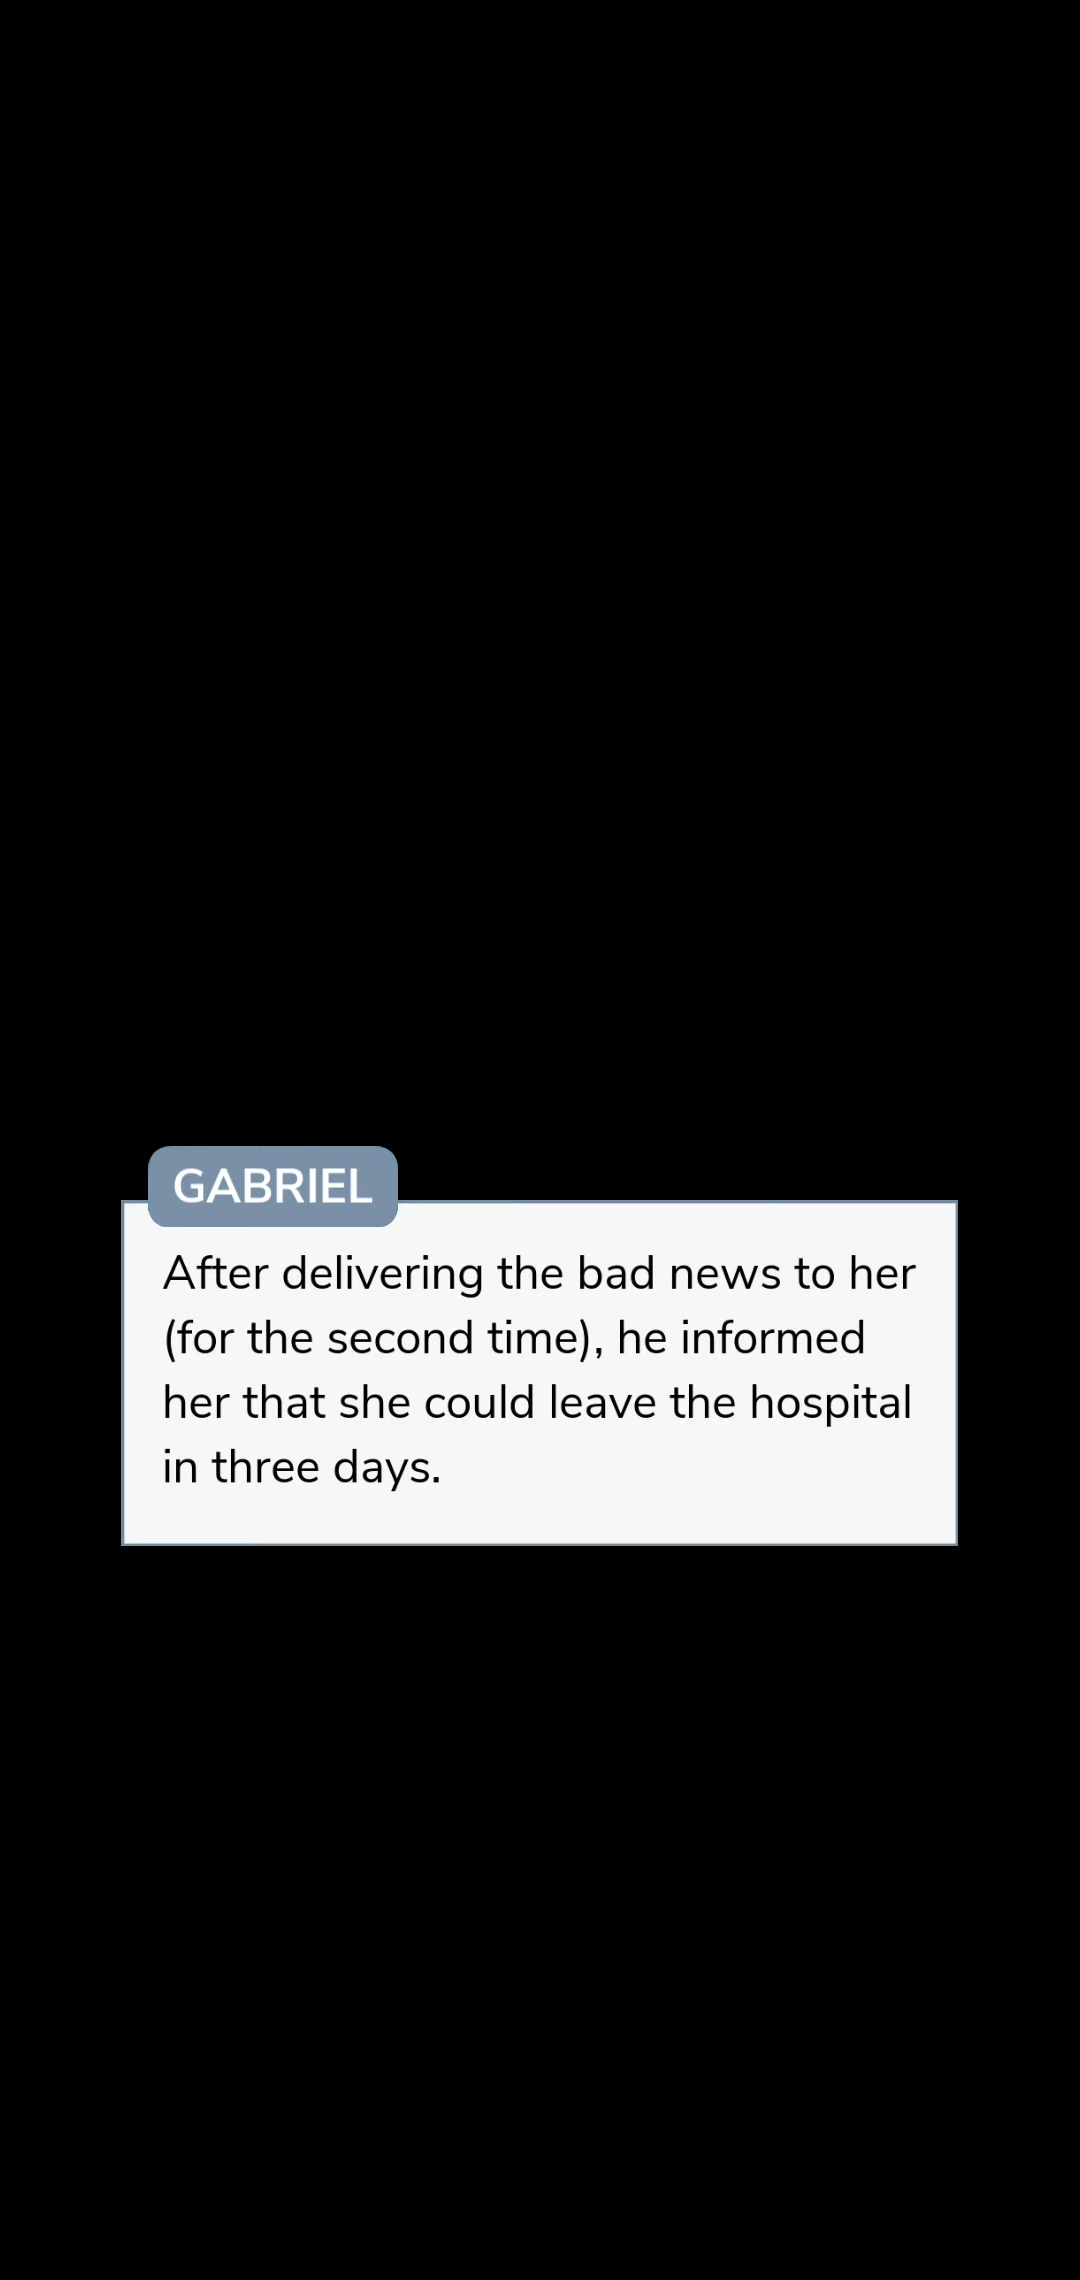 GABRIEL
After delivering the bad news to her
(for the second time), he informed
her that she could leave the hospital
in three days.